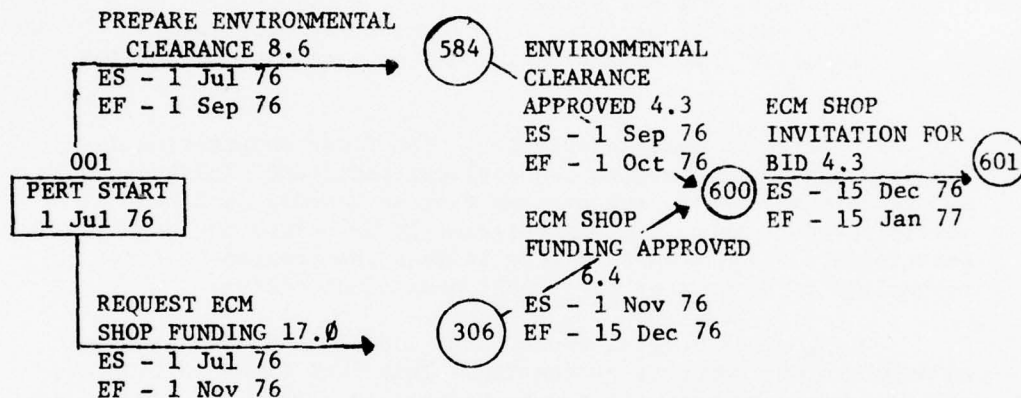 PREPARE ENVIRONMENTAL
CLEARANCE 8.6
ES - 1 Jul 76
EF - 1 Sep 76
584
ENVIRONMENTAL
CLEARANCE
APPROVED 4.3
ES - 1 Sep 76
EF - 1 Oct 76
ECM SHOP
INVITATION FOR
BID 4.3
ES - 15 Dec 76
EF - 15 Jan 77
601
600
001
PERT START
1 Jul 76
ECM SHOP
FUNDING APPROVED
6.4
ES - 1 Nov 76
EF - 15 Dec 76
306
REQUEST ECM
SHOP FUNDING 17.Ø
ES - 1 Jul 76
EF - 1 Nov 76